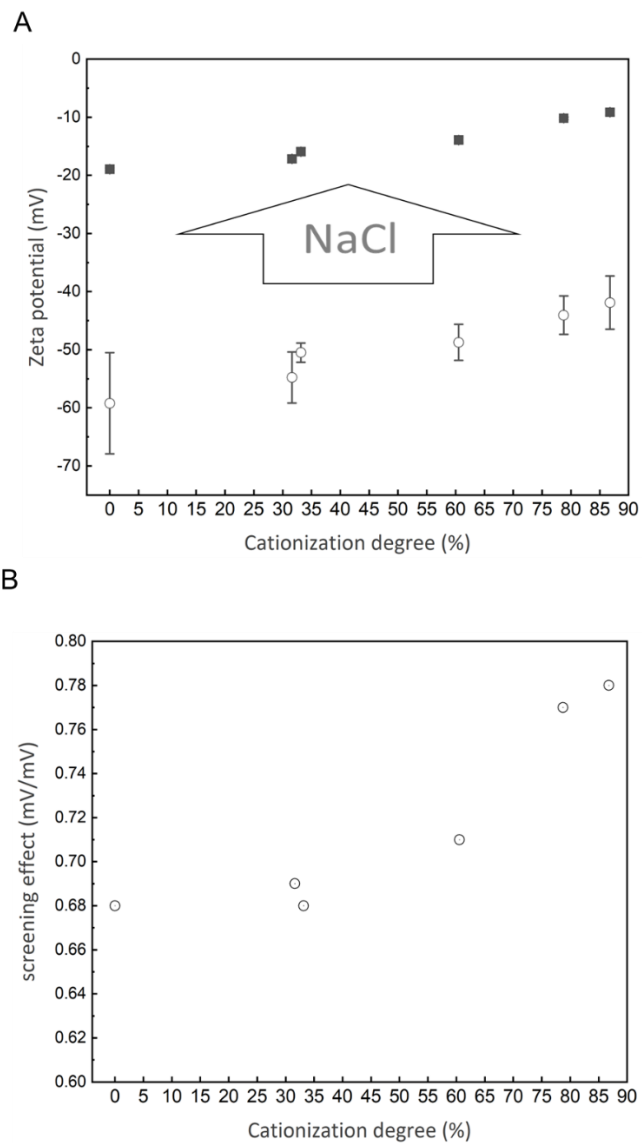 A
0
-10
-20
-30
-40
-50
-60
-70
Zeta potential (mV)
NaCl
0 5 10 15 20 25 30 35 40 45 50 55 60 65 70 75 80 85 90
Cationization degree (%)
B
0.80
0.78
0.76
0.74
0.72
0.70
0.68
0.66
0.64
0.62
0.60
screening effect (mV/mV)
0 5 10 15 20 25 30 35 40 45 50 55 60 65 70 75 80 85 90
Cationization degree (%)